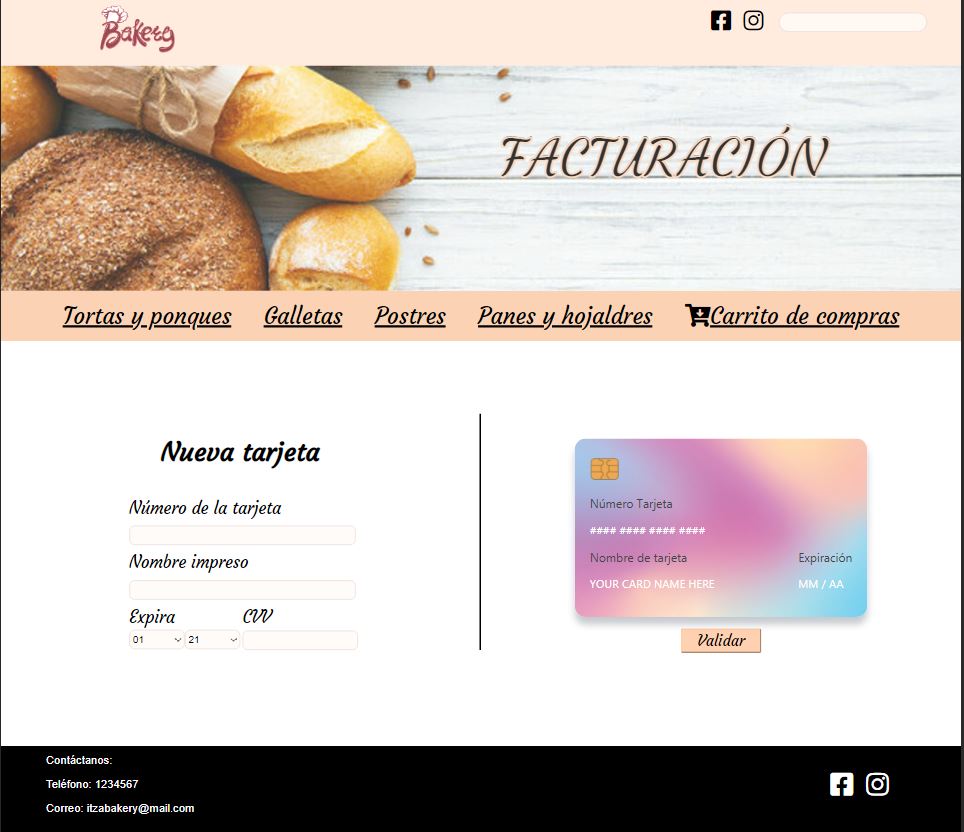 Bakery
FACTURACIÓN
Tortas y ponques Galletas Postres Panes y hojaldres Carrito de compras
Nueva tarjeta
Número de la tarjeta
Nombre impreso
Expira CVV
01 21
Número Tarjeta
#### #### #### ####
Nombre de tarjeta Expiración
YOUR CARD NAME HERE MM / AA
Validar
Contáctanos:
Teléfono: 1234567
Correo: itzabakery@mail.com